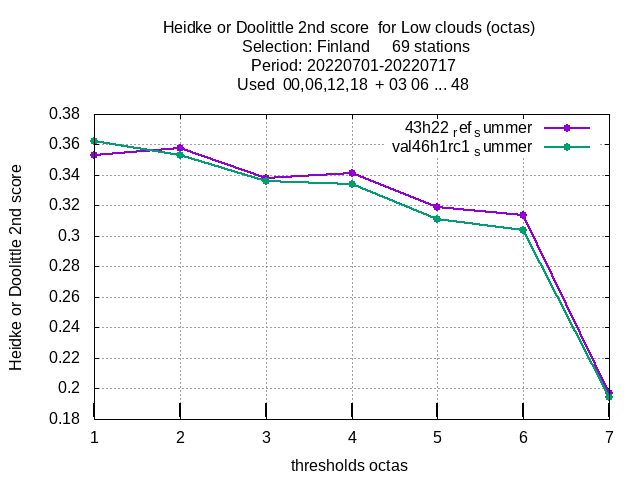 Heidke or Doolittle 2nd score  for Low clouds (octas)
Selection: Finland     69 stations
Period: 20220701-20220717
Used  00,06,12,18  + 03 06 ... 48
43h22 ref summer
val46h1rc1 summer
0.38
0.36
0.34
0.32
0.3
0.28
0.26
0.24
0.22
0.2
0.18
Heidke or Doolittle 2nd score
1 2 3 4 5 6 7
thresholds octas